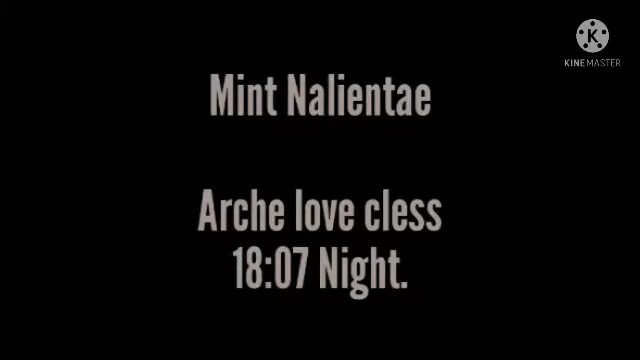 KINEMASTER
Mint Nalientae
Arche love cless
18:07 Night.